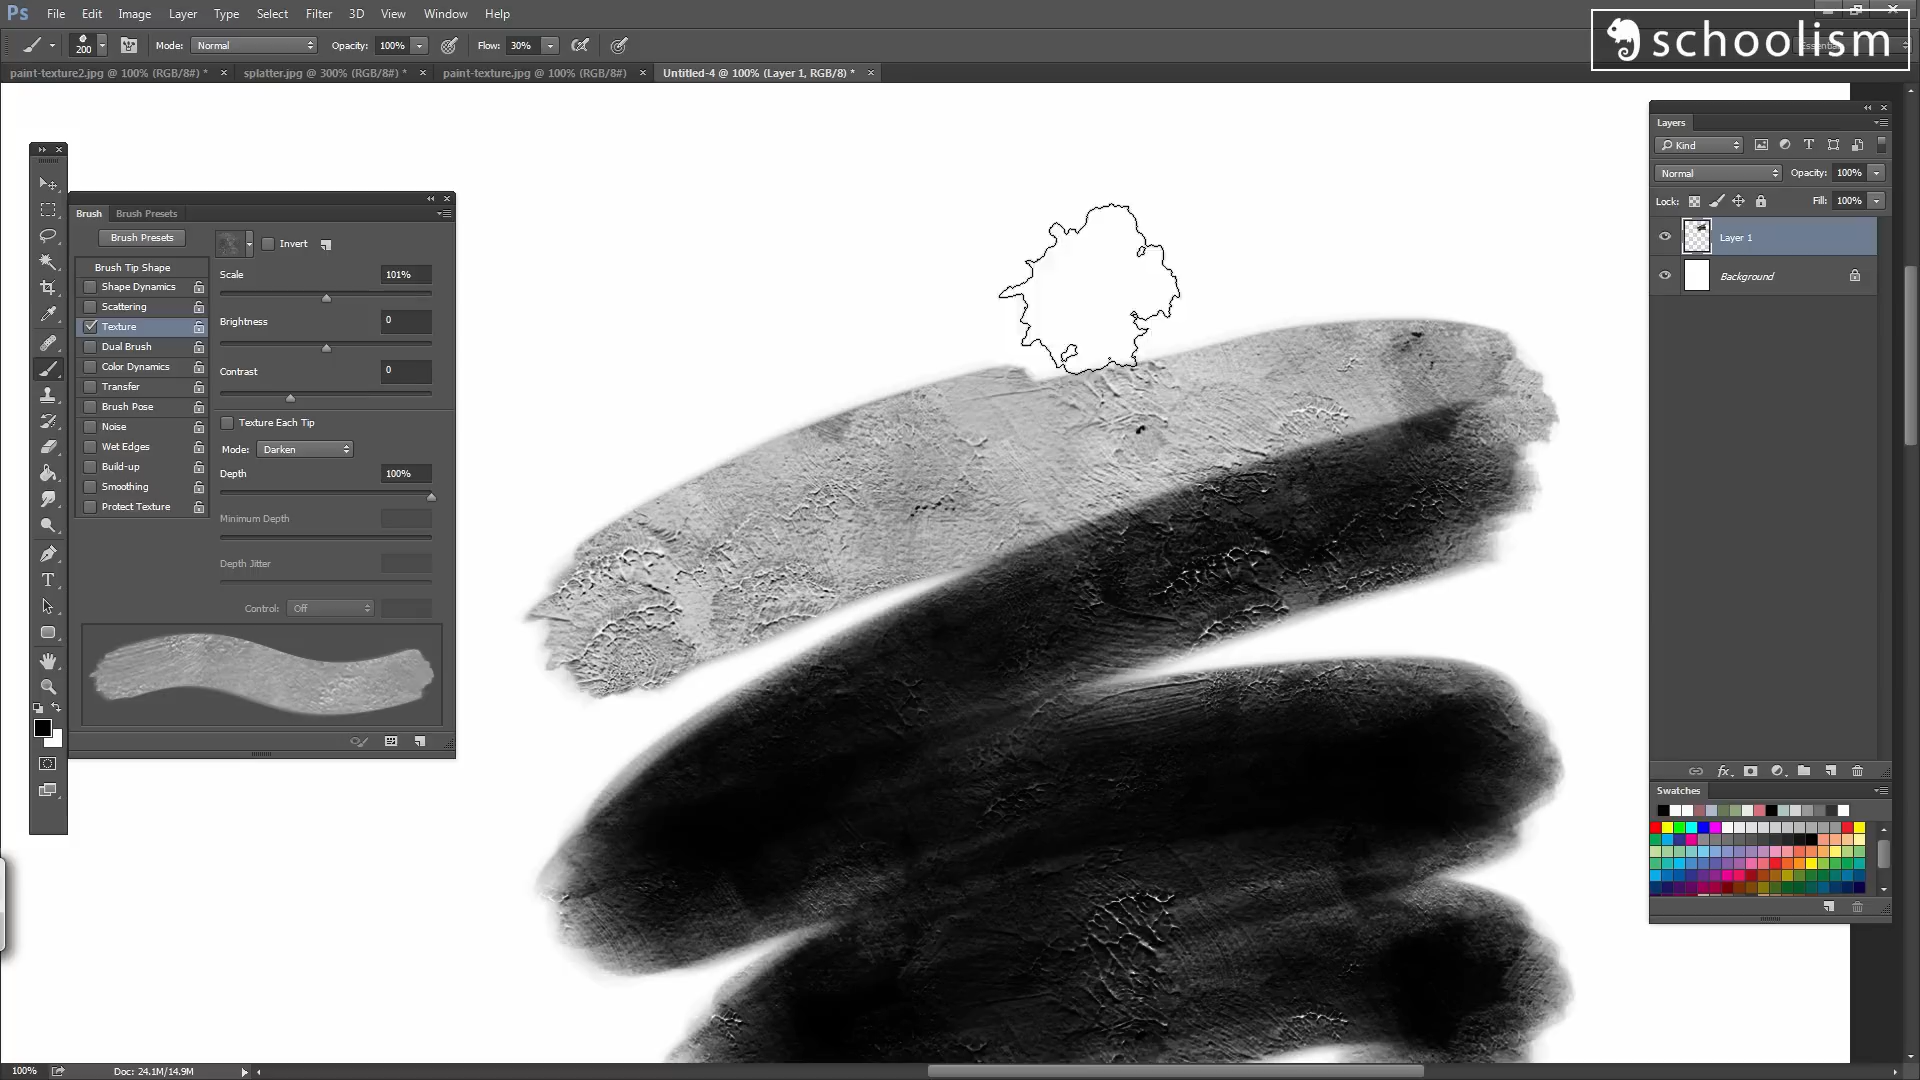 Ps File Edit Image Layer Type Select Filter 3D View Window Help
200 Mode: Normal Opacity: 100% Flow: 30%
schoolism
paint-texture2.jpg @ 100% (RGB/8#) * × splatter.jpg @ 300% (RGB/8#) * × paint-texture.jpg @ 100% (RGB/8#) × Untitled-4 @ 100% (Layer 1, RGB/8) * ×
Brush Brush Presets
Brush Presets Invert
Brush Tip Shape
Shape Dynamics
Scattering
Texture
Dual Brush
Color Dynamics
Transfer
Brush Pose
Noise
Wet Edges
Build-up
Smoothing
Protect Texture
Scale 101%
Brightness 0
Contrast 0
Texture Each Tip
Mode: Darken
Depth 100%
Minimum Depth
Depth Jitter
Control: Off
T
Layers
Kind T
Normal Opacity: 100%
Lock: Fill: 100%
Layer 1
Background
fx
Swatches
100% Doc: 24.1M/14.9M